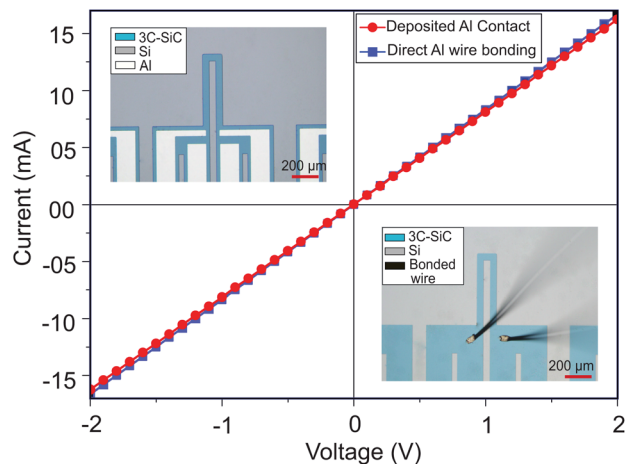 15
10
05
00
-05
-10
-15
Current (mA)
-2
-1
0
1
2
Voltage (V)
Deposited Al Contact
Direct Al wire bonding
3C-SiC
Si
Al
200 µm
3C-SiC
Si
Bonded
wire
200 µm